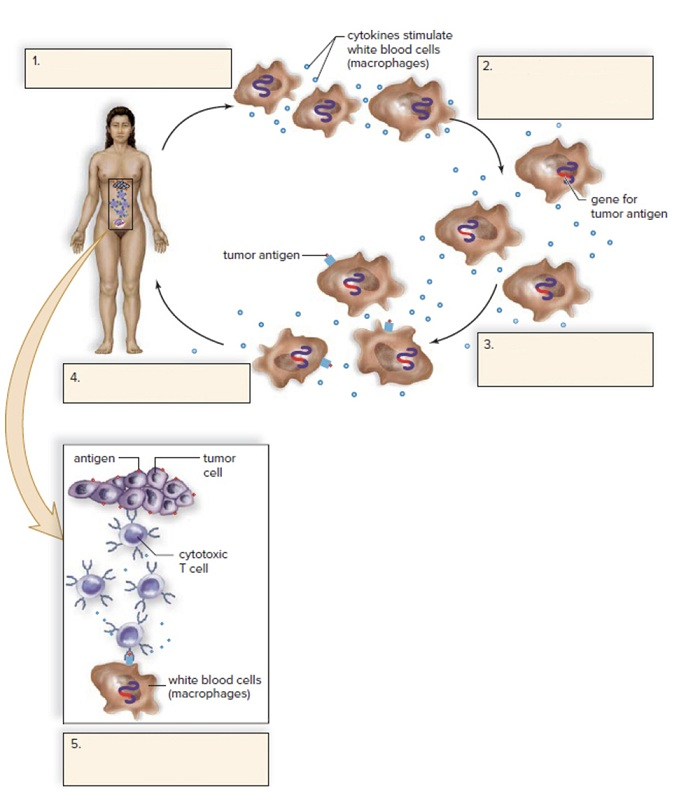 cytokines stimulate
white blood cells
(macrophages)
1.
2.
gene for
tumor antigen
tumor antigen
3.
4.
antigen
tumor
cell
cytotoxic
T cell
white blood cells
(macrophages)
5.